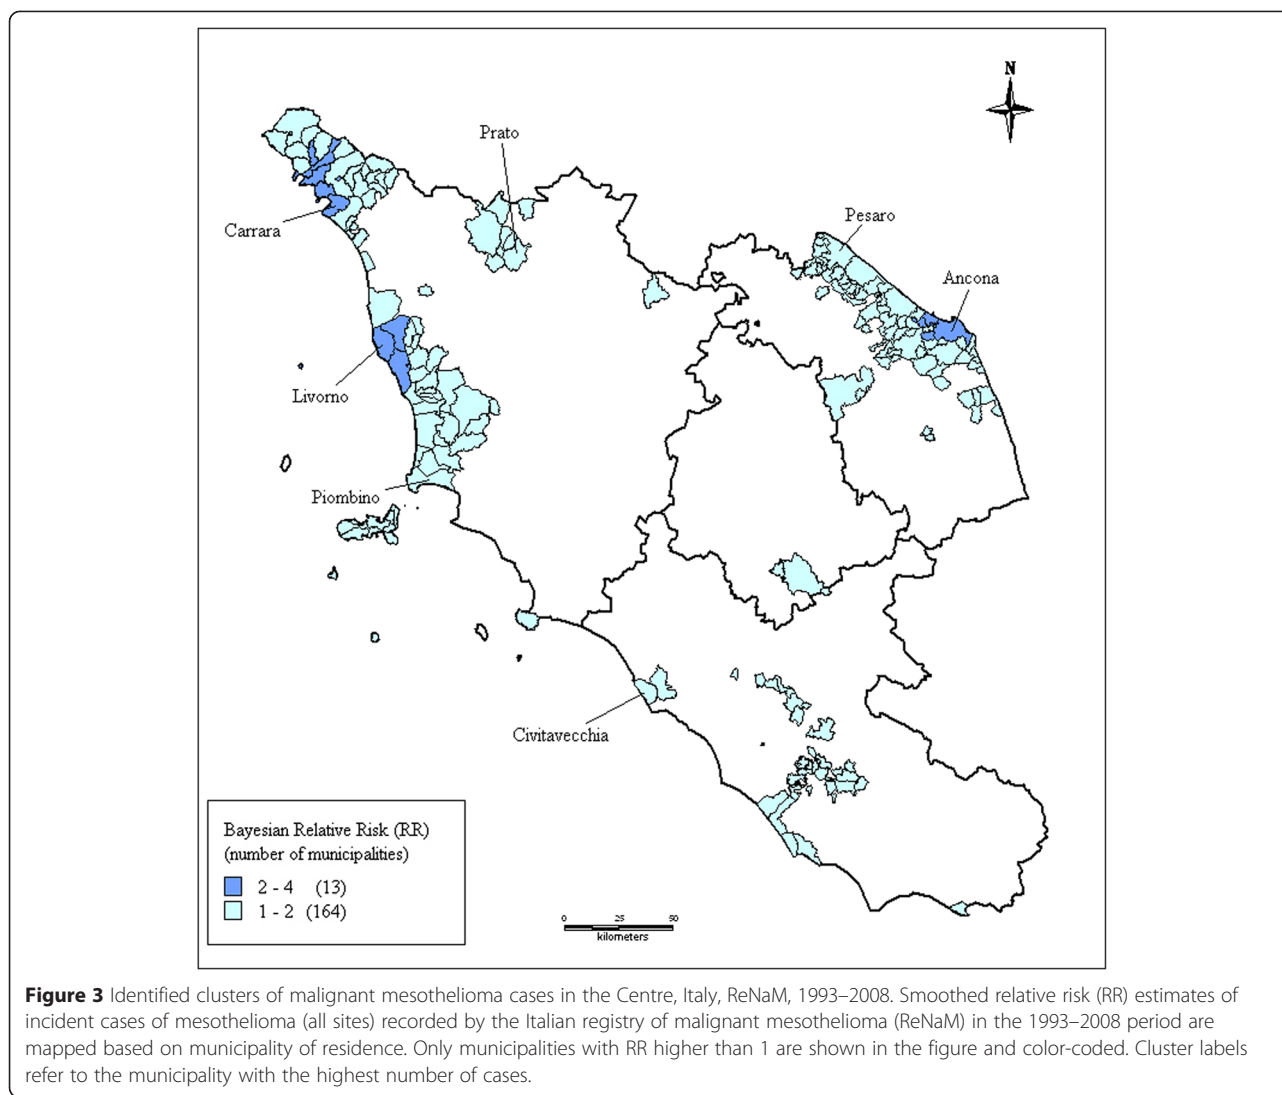 N
Prato
Pesaro
Carrara
Ancona
Livorno
Piombino
Civitavecchia
Bayesian Relative Risk (RR)
(number of municipalities)
2 - 4 (13)
1 - 2 (164)
0 25 50
kilometers
Figure 3 Identified clusters of malignant mesothelioma cases in the Centre, Italy, ReNaM, 1993–2008. Smoothed relative risk (RR) estimates of
incident cases of mesothelioma (all sites) recorded by the Italian registry of malignant mesothelioma (ReNaM) in the 1993–2008 period are
mapped based on municipality of residence. Only municipalities with RR higher than 1 are shown in the figure and color-coded. Cluster labels
refer to the municipality with the highest number of cases.